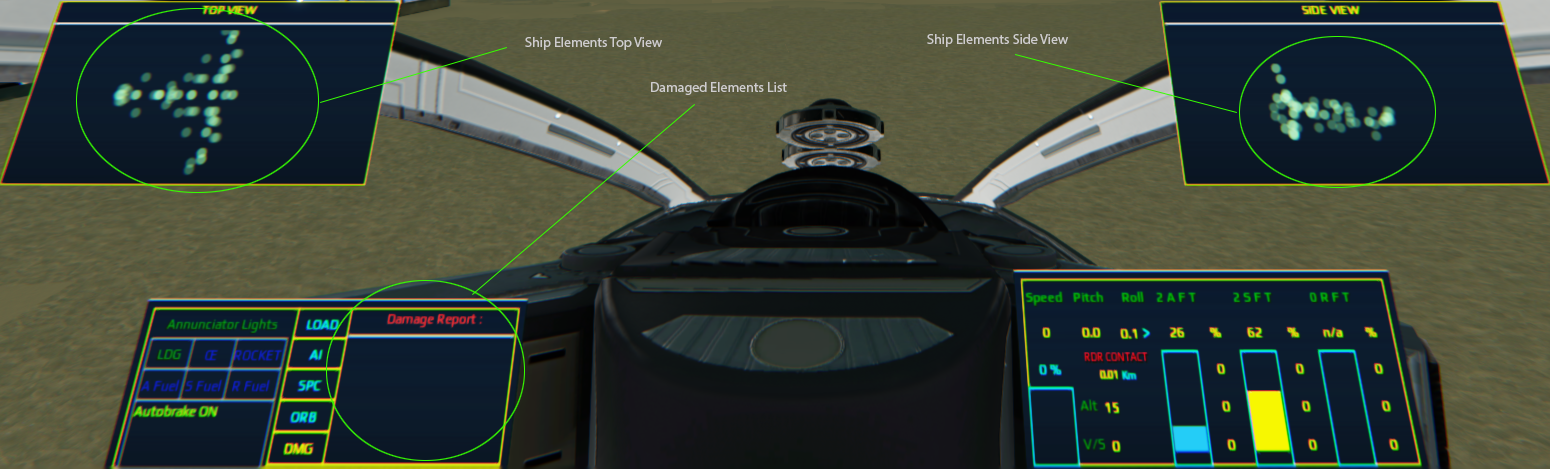 TOP VIEW
SIDE VIEW
Ship Elements Top View
Ship Elements Side View
Damaged Elements List
Annunciator Lights
LDG CE ROCKET
A Fuel S Fuel R Fuel
Autobrake ON
LOAD
AI
SPC
ORB
DMG
Damage Report :
Speed Pitch Roll 2 A F T 2 S F T 0 R F T
0 0.0 0.1 > 26 % 62 % n/a %
RDR CONTACT
0 % 0.01 Km 0 0 0
Alt 15 0 0 0
V/S 0 0 0 0